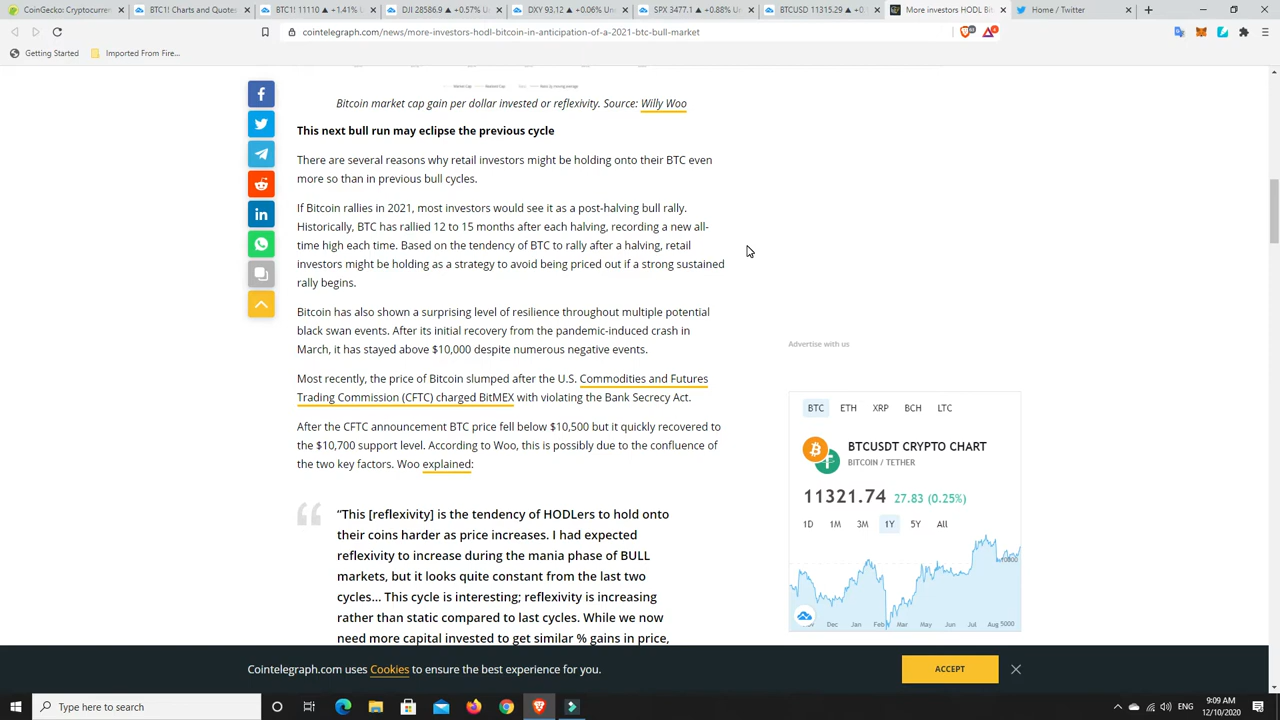 CoinGecko: Cryptocurren
BTC1! Charts and Quotes
BTC1! 11110 ▲ +1.41% U
DJI 28586.9 ▲ +0.57% U
DXY 93.12 ▲ +0.06% Un
SPX 3477.1 ▲ +0.88% Un
BTCUSD 11315.29 ▲ +0
More investors HODL Bit
Home / Twitter
cointelegraph.com/news/more-investors-hodl-bitcoin-in-anticipation-of-a-2021-btc-bull-market
Getting Started
Imported From Fire...
Bitcoin market cap gain per dollar invested or reflexivity. Source: Willy Woo
This next bull run may eclipse the previous cycle
There are several reasons why retail investors might be holding onto their BTC even
more so than in previous bull cycles.
If Bitcoin rallies in 2021, most investors would see it as a post-halving bull rally.
Historically, BTC has rallied 12 to 15 months after each halving, recording a new all-
time high each time. Based on the tendency of BTC to rally after a halving, retail
investors might be holding as a strategy to avoid being priced out if a strong sustained
rally begins.
Bitcoin has also shown a surprising level of resilience throughout multiple potential
black swan events. After its initial recovery from the pandemic-induced crash in
March, it has stayed above $10,000 despite numerous negative events.
Most recently, the price of Bitcoin slumped after the U.S. Commodities and Futures
Trading Commission (CFTC) charged BitMEX with violating the Bank Secrecy Act.
After the CFTC announcement BTC price fell below $10,500 but it quickly recovered to
the $10,700 support level. According to Woo, this is possibly due to the confluence of
the two key factors. Woo explained:
“This [reflexivity] is the tendency of HODLers to hold onto
their coins harder as price increases. I had expected
reflexivity to increase during the mania phase of BULL
markets, but it looks quite constant from the last two
cycles... This cycle is interesting; reflexivity is increasing
rather than static compared to last cycles. While we now
need more capital invested to get similar % gains in price,
Advertise with us
BTC ETH XRP BCH LTC
BTCUSDT CRYPTO CHART
BITCOIN / TETHER
11321.74 27.83 (0.25%)
1D 1M 3M 1Y 5Y All
10000
Dec Jan Feb Mar May Jun Jul Aug 5000
Cointelegraph.com uses Cookies to ensure the best experience for you.
ACCEPT
Type here to search
ENG
9:09 AM
12/10/2020